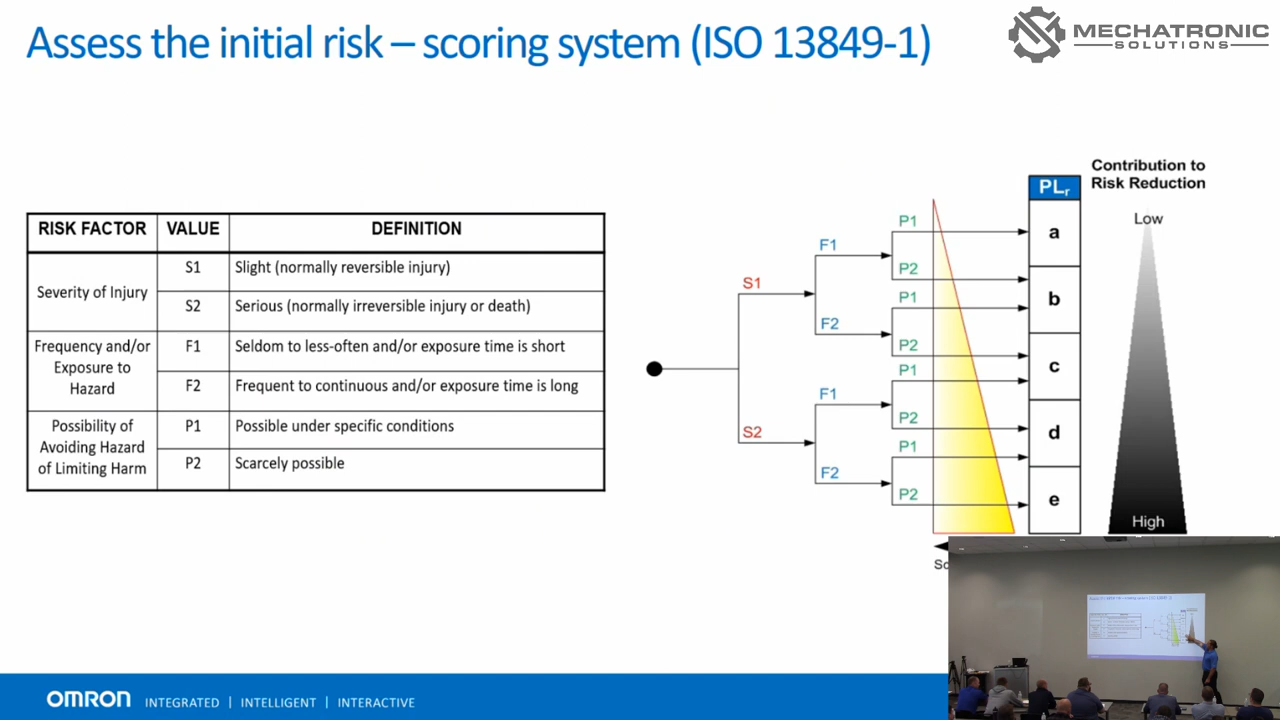 Assess the initial risk – scoring system (ISO 13849-1)
MECHATRONIC
SOLUTIONS
RISK FACTOR VALUE DEFINITION
Severity of Injury
S1 Slight (normally reversible injury)
S2 Serious (normally irreversible injury or death)
Frequency and/or
Exposure to
Hazard
F1 Seldom to less-often and/or exposure time is short
F2 Frequent to continuous and/or exposure time is long
Possibility of
Avoiding Hazard
of Limiting Harm
P1 Possible under specific conditions
P2 Scarcely possible
S1
S2
F1
F2
F1
F2
P1
P2
P1
P2
P1
P2
P1
P2
PLr
a
b
c
d
e
Contribution to
Risk Reduction
Low
High
OMRON INTEGRATED | INTELLIGENT | INTERACTIVE